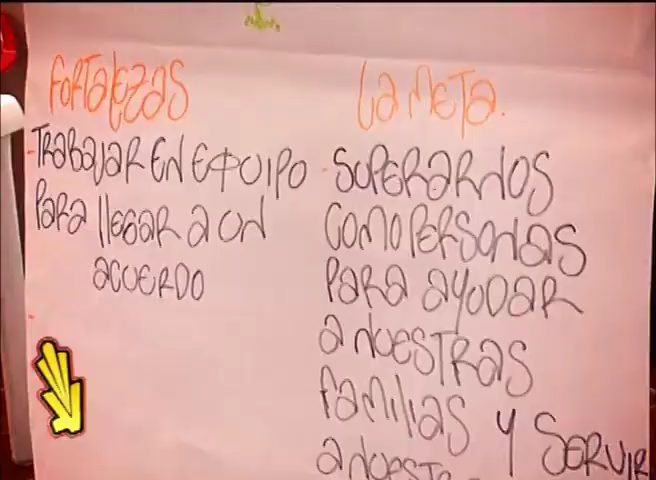 FORTALEZAS
- TRABAJAR EN EQUIPO
PARA llEGAR A UN
ACUERDO
LA META.
- SUPERARNOS
COMO PERSONAS
PARA AYUDAR
A NUESTRAS
FAMILIAS Y SERVIR
A